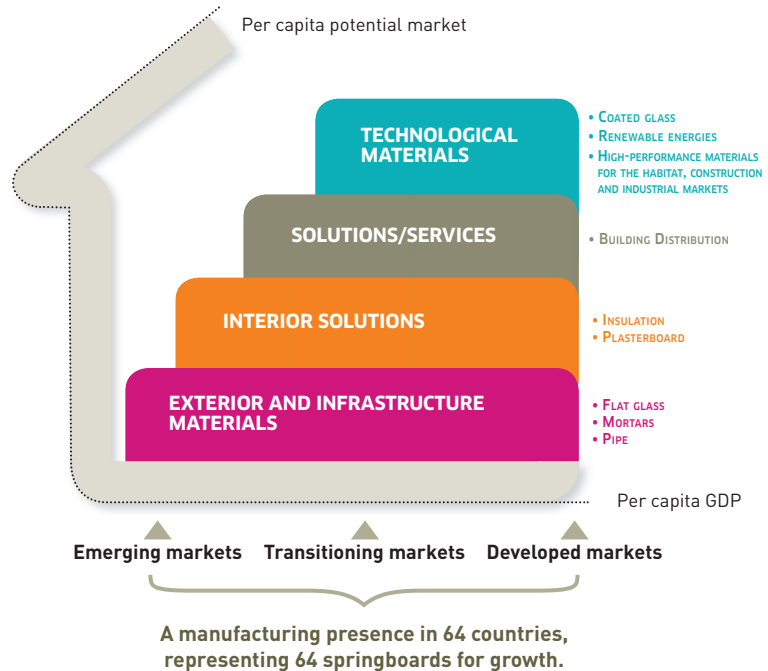 Per capita potential market
TECHNOLOGICAL
MATERIALS
• Coated glass
• Renewable energies
• High-performance materials
for the habitat, construction
and industrial markets
SOLUTIONS/SERVICES
• Building Distribution
INTERIOR SOLUTIONS
• Insulation
• Plasterboard
EXTERIOR AND INFRASTRUCTURE
MATERIALS
• Flat glass
• Mortars
• Pipe
Per capita GDP
Emerging markets Transitioning markets Developed markets
A manufacturing presence in 64 countries,
representing 64 springboards for growth.